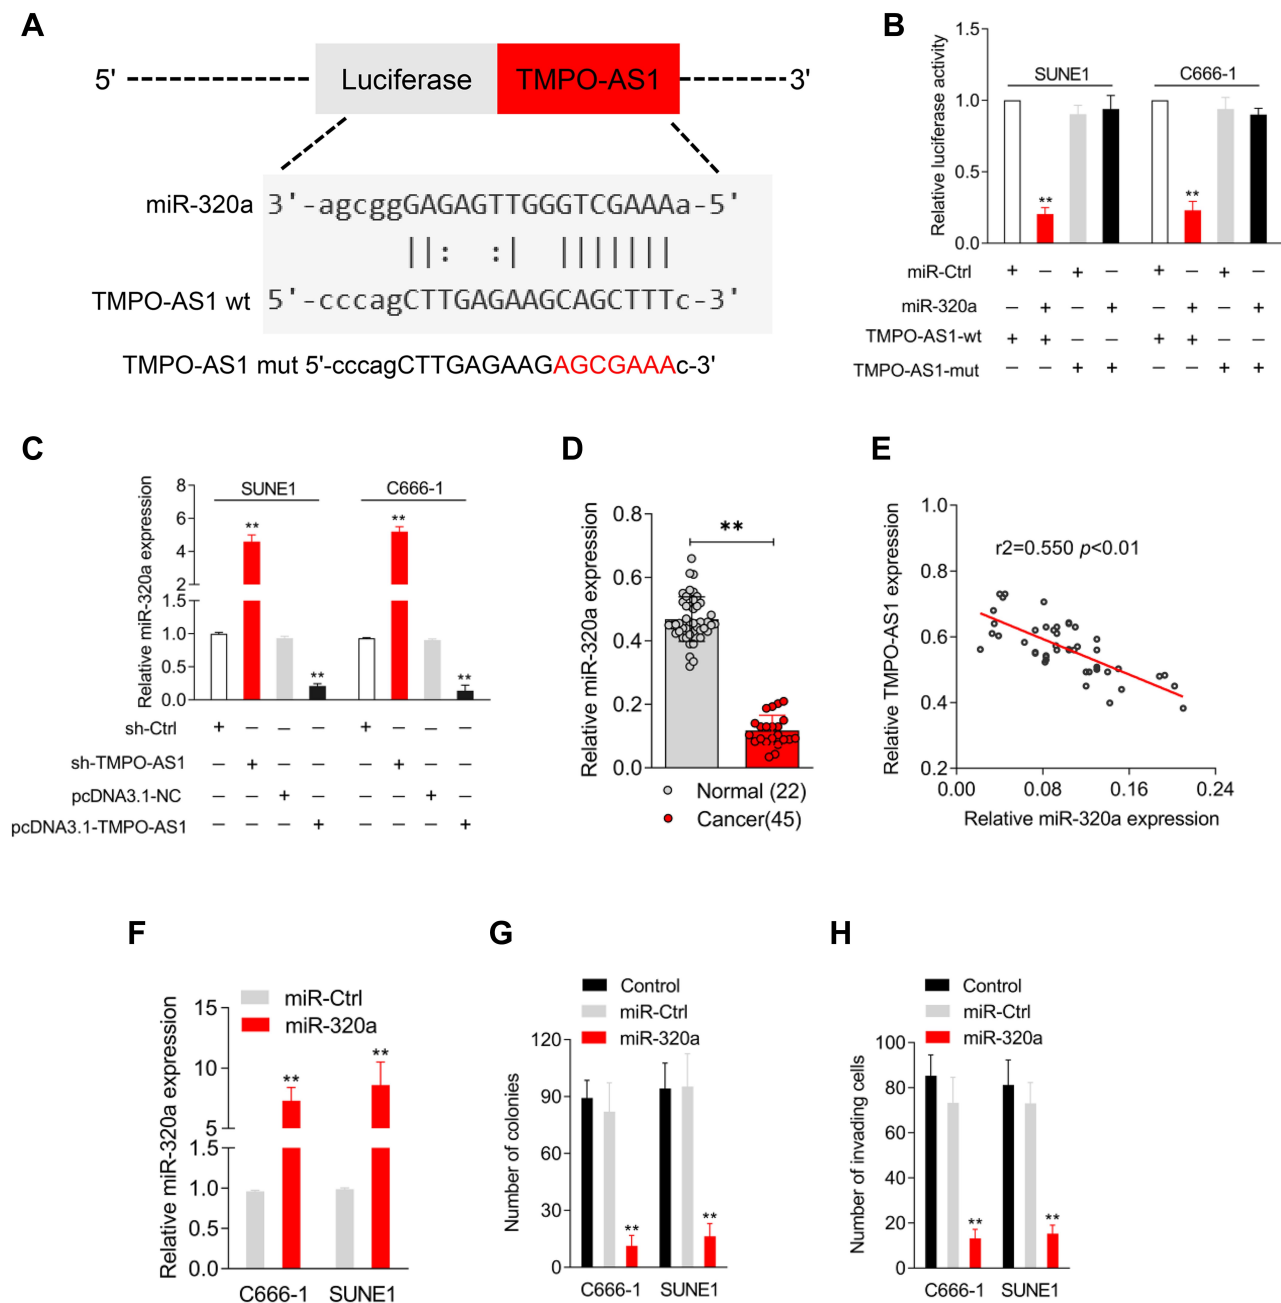 A
5' Luciferase TMPO-AS1 3'
miR-320a 3'-agcggGAGAGTTGGGTCGAAAa-5'
||: :| |||||||
TMPO-AS1 wt 5'-cccagCTTGAGAAGCAGCTTTc-3'
TMPO-AS1 mut 5'-cccagCTTGAGAAGAGCGAAAc-3'
B
Relative luciferase activity
1.5
1.0
0.5
0.0
SUNE1 C666-1
** **
miR-Ctrl + − + − + − + −
miR-320a − + − + − + − +
TMPO-AS1-wt + + − − + + − −
TMPO-AS1-mut − − + + − − + +
C
Relative miR-320a expression
8
6
4
2
1.5
1.0
0.5
0.0
SUNE1 C666-1
** ** ** **
sh-Ctrl + − − − + − − −
sh-TMPO-AS1 − + − − − + − −
pcDNA3.1-NC − − + − − − + −
pcDNA3.1-TMPO-AS1 − − − + − − − +
D
Relative miR-320a expression
0.8
0.6
0.4
0.2
0.0
**
Normal (22)
Cancer(45)
E
Relative TMPO-AS1 expression
1.0
0.8
0.6
0.4
0.2
r2=0.550 p<0.01
0.00 0.08 0.16 0.24
Relative miR-320a expression
F
miR-Ctrl
miR-320a
Relative miR-320a expression
15
10
5
1.5
1.0
0.5
0.0
** **
C666-1 SUNE1
G
Control
miR-Ctrl
miR-320a
Number of colonies
120
90
60
30
0
** **
C666-1 SUNE1
H
Control
miR-Ctrl
miR-320a
Number of invading cells
100
80
60
40
20
0
** **
C666-1 SUNE1